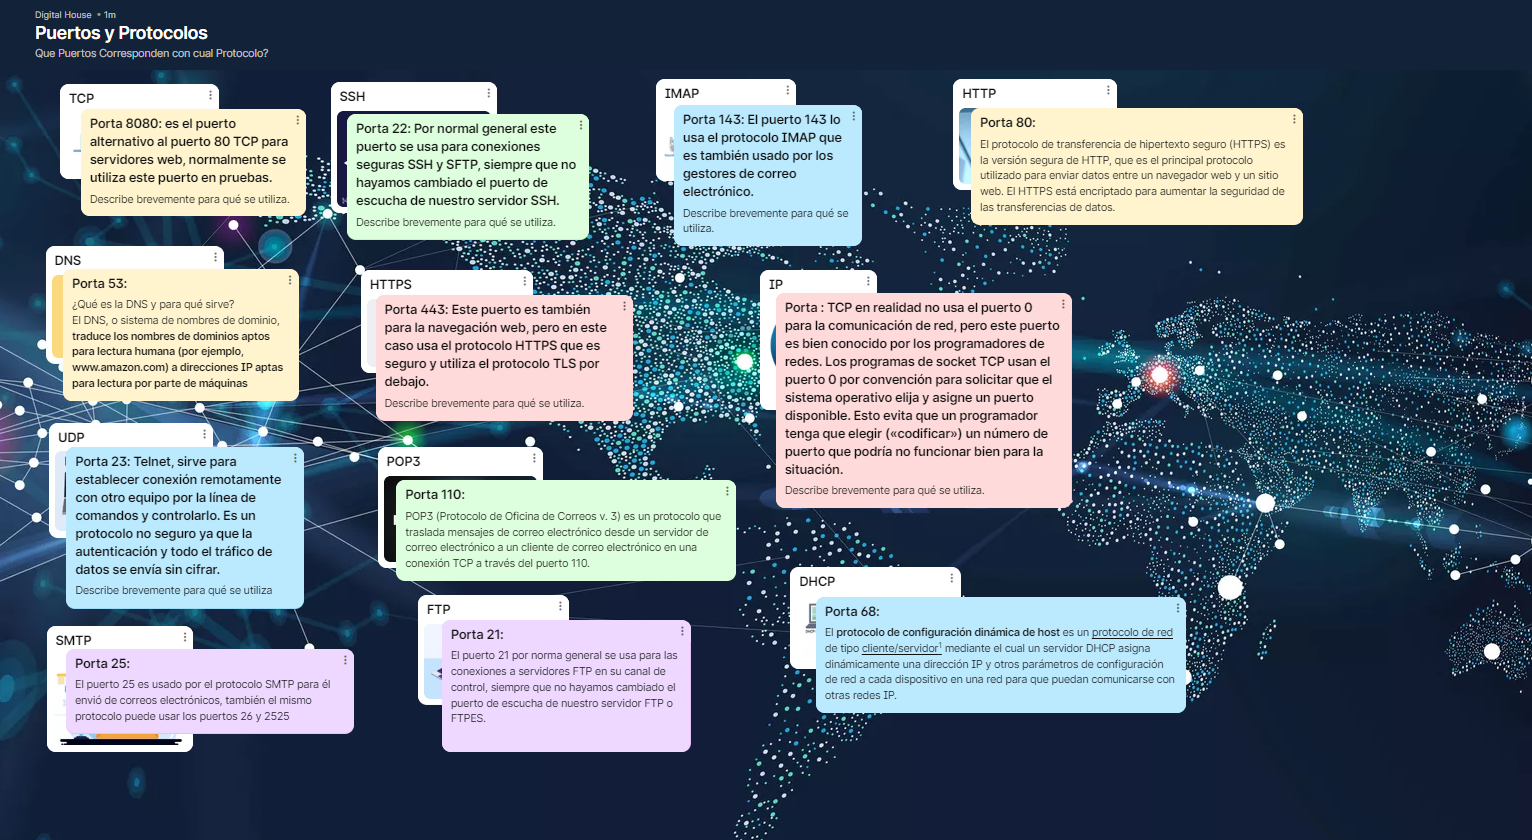 Digital House • 1m
Puertos y Protocolos
Que Puertos Corresponden con cual Protocolo?
TCP
Porta 8080: es el puerto
alternativo al puerto 80 TCP para
servidores web, normalmente se
utiliza este puerto en pruebas.
Describe brevemente para qué se utiliza.
SSH
Porta 22: Por normal general este
puerto se usa para conexiones
seguras SSH y SFTP, siempre que no
hayamos cambiado el puerto de
escucha de nuestro servidor SSH.
Describe brevemente para qué se utiliza.
IMAP
Porta 143: El puerto 143 lo
usa el protocolo IMAP que
es también usado por los
gestores de correo
electrónico.
Describe brevemente para qué se
utiliza.
HTTP
Porta 80:
El protocolo de transferencia de hipertexto seguro (HTTPS) es
la versión segura de HTTP, que es el principal protocolo
utilizado para enviar datos entre un navegador web y un sitio
web. El HTTPS está encriptado para aumentar la seguridad de
las transferencias de datos.
DNS
Porta 53:
¿Qué es la DNS y para qué sirve?
El DNS, o sistema de nombres de dominio,
traduce los nombres de dominios aptos
para lectura humana (por ejemplo,
www.amazon.com) a direcciones IP aptas
para lectura por parte de máquinas
HTTPS
Porta 443: Este puerto es también
para la navegación web, pero en este
caso usa el protocolo HTTPS que es
seguro y utiliza el protocolo TLS por
debajo.
Describe brevemente para qué se utiliza.
IP
Porta : TCP en realidad no usa el puerto 0
para la comunicación de red, pero este puerto
es bien conocido por los programadores de
redes. Los programas de socket TCP usan el
puerto 0 por convención para solicitar que el
sistema operativo elija y asigne un puerto
disponible. Esto evita que un programador
tenga que elegir («codificar») un número de
puerto que podría no funcionar bien para la
situación.
Describe brevemente para qué se utiliza.
UDP
Porta 23: Telnet, sirve para
establecer conexión remotamente
con otro equipo por la línea de
comandos y controlarlo. Es un
protocolo no seguro ya que la
autenticación y todo el tráfico de
datos se envía sin cifrar.
Describe brevemente para qué se utiliza
POP3
Porta 110:
POP3 (Protocolo de Oficina de Correos v. 3) es un protocolo que
traslada mensajes de correo electrónico desde un servidor de
correo electrónico a un cliente de correo electrónico en una
conexión TCP a través del puerto 110.
DHCP
Porta 68:
El protocolo de configuración dinámica de host es un protocolo de red
de tipo cliente/servidor¹ mediante el cual un servidor DHCP asigna
dinámicamente una dirección IP y otros parámetros de configuración
de red a cada dispositivo en una red para que puedan comunicarse con
otras redes IP.
FTP
Porta 21:
El puerto 21 por norma general se usa para las
conexiones a servidores FTP en su canal de
control, siempre que no hayamos cambiado el
puerto de escucha de nuestro servidor FTP o
FTPES.
SMTP
Porta 25:
El puerto 25 es usado por el protocolo SMTP para él
envió de correos electrónicos, también el mismo
protocolo puede usar los puertos 26 y 2525